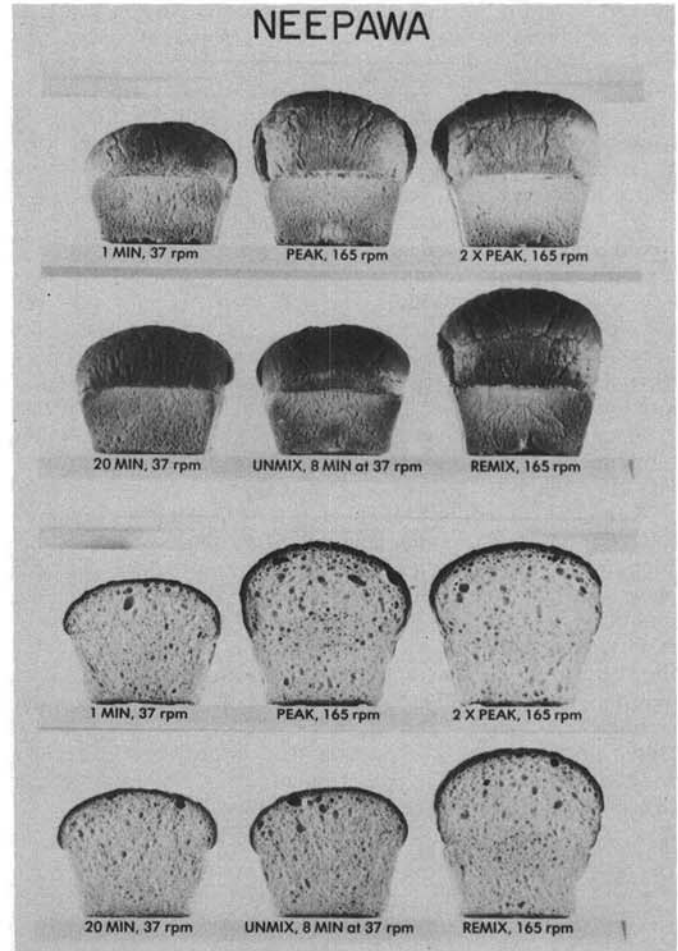 NEEPAWA
1 MIN, 37 rpm PEAK, 165 rpm 2 X PEAK, 165 rpm
20 MIN, 37 rpm UNMIX, 8 MIN at 37 rpm REMIX, 165 rpm
1 MIN, 37 rpm PEAK, 165 rpm 2 X PEAK, 165 rpm
20 MIN, 37 rpm UNMIX, 8 MIN at 37 rpm REMIX, 165 rpm